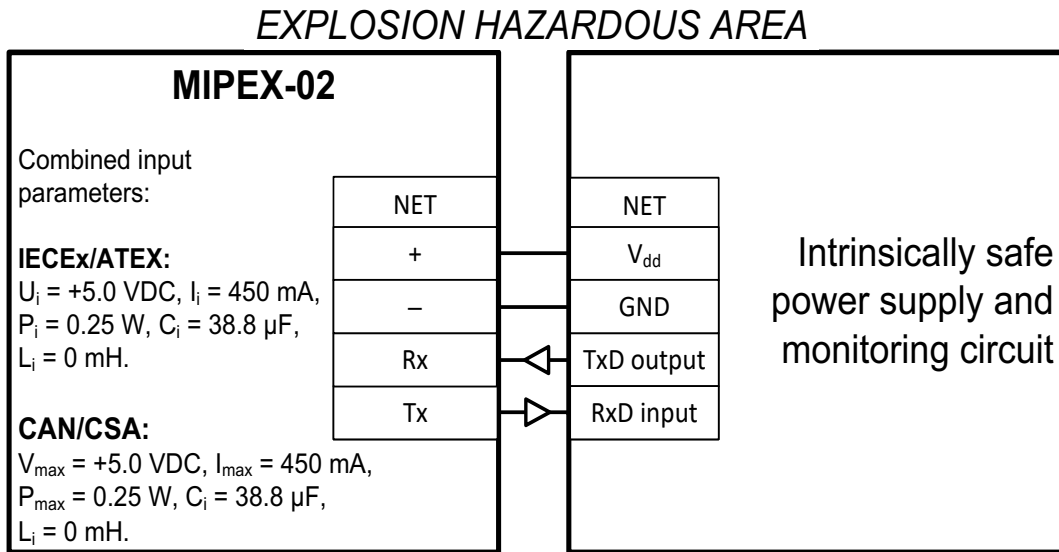 EXPLOSION HAZARDOUS AREA
MIPEX-02
Combined input
parameters:
IECEx/ATEX:
Ui = +5.0 VDC, Ii = 450 mA,
Pi = 0.25 W, Ci = 38.8 µF,
Li = 0 mH.
CAN/CSA:
Vmax = +5.0 VDC, Imax = 450 mA,
Pmax = 0.25 W, Ci = 38.8 µF,
Li = 0 mH.
NET
+
–
Rx
Tx
NET
Vdd
GND
TxD output
RxD input
Intrinsically safe
power supply and
monitoring circuit